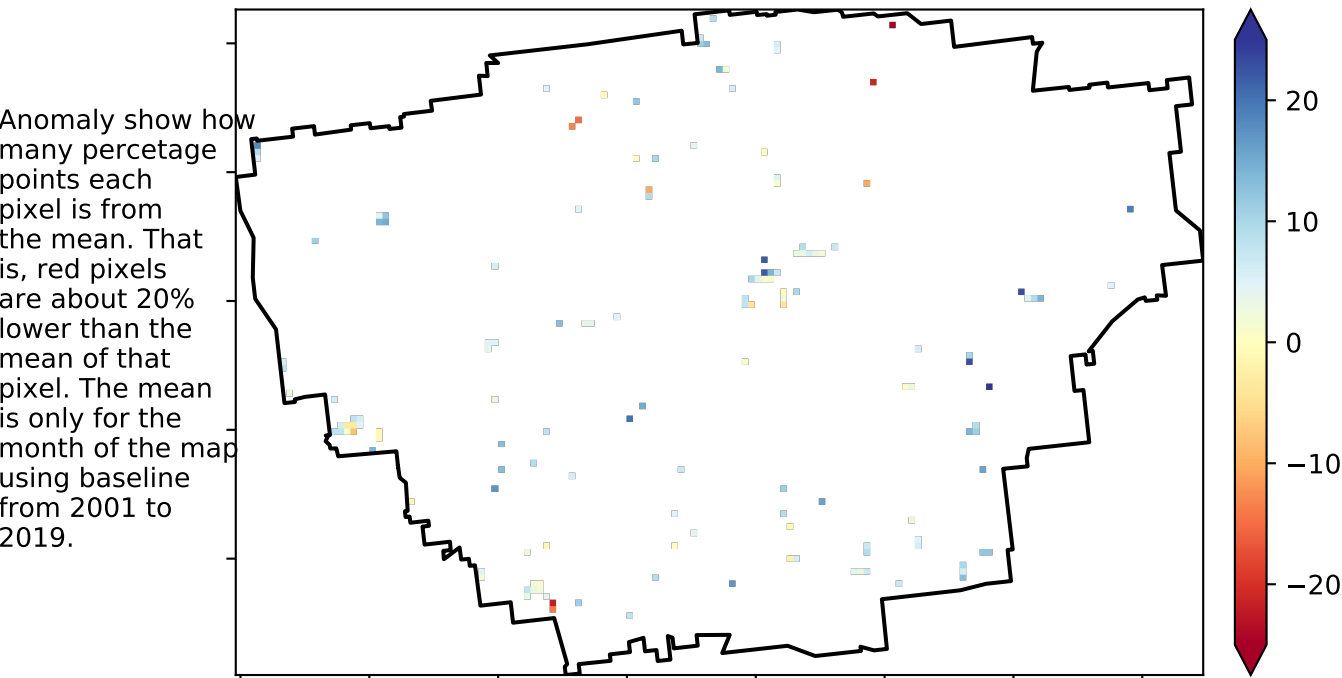 Anomaly show how
many percetage
points each
pixel is from
the mean. That
is, red pixels
are about 20%
lower than the
mean of that
pixel. The mean
is only for the
month of the map
using baseline
from 2001 to
2019.
20
10
0
−10
−20